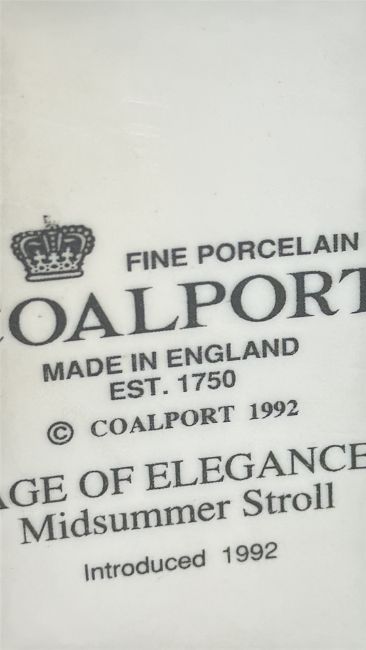 FINE PORCELAIN
COALPORT
MADE IN ENGLAND
EST. 1750
© COALPORT 1992
AGE OF ELEGANCE
Midsummer Stroll
Introduced 1992